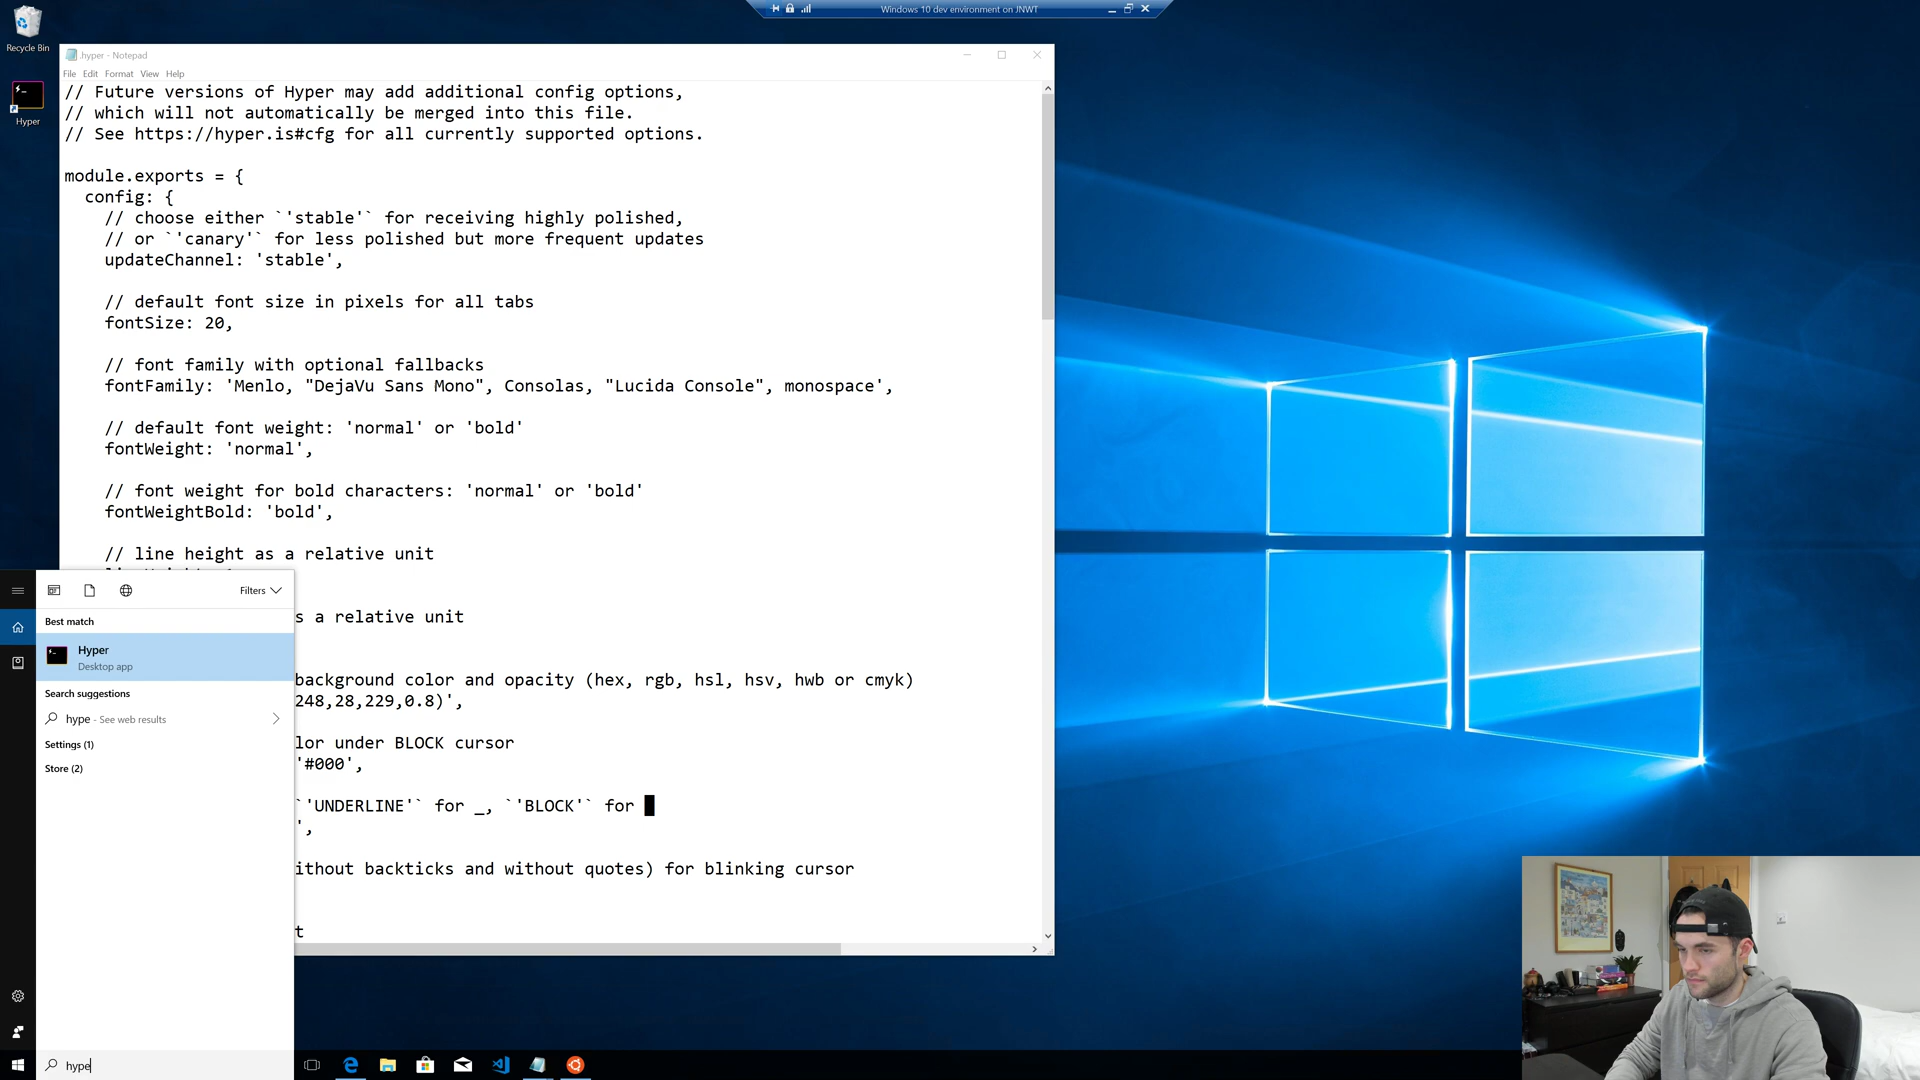 Windows 10 dev environment on JNWT
Recycle Bin
Hyper
.hyper - Notepad
File Edit Format View Help
// Future versions of Hyper may add additional config options,
// which will not automatically be merged into this file.
// See https://hyper.is#cfg for all currently supported options.
module.exports = {
config: {
// choose either `'stable'` for receiving highly polished,
// or `'canary'` for less polished but more frequent updates
updateChannel: 'stable',
// default font size in pixels for all tabs
fontSize: 20,
// font family with optional fallbacks
fontFamily: 'Menlo, "DejaVu Sans Mono", Consolas, "Lucida Console", monospace',
// default font weight: 'normal' or 'bold'
fontWeight: 'normal',
// font weight for bold characters: 'normal' or 'bold'
fontWeightBold: 'bold',
// line height as a relative unit
s a relative unit
background color and opacity (hex, rgb, hsl, hsv, hwb or cmyk)
248,28,229,0.8)',
lor under BLOCK cursor
'#000',
`'UNDERLINE'` for _, `'BLOCK'` for █
',
ithout backticks and without quotes) for blinking cursor
t
Filters
Best match
Hyper
Desktop app
Search suggestions
hype - See web results
Settings (1)
Store (2)
hype